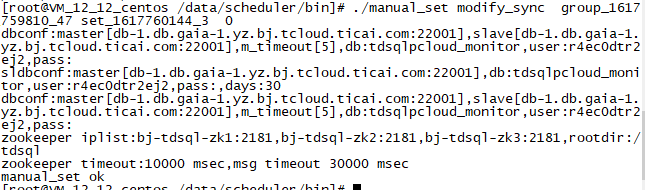 [root@VM_12_12_centos /data/scheduler/bin]# ./manual_set modify_sync  group_1617
759810_47 set_1617760144_3  0
dbconf:master[db-1.db.gaia-1.yz.bj.tcloud.ticai.com:22001],slave[db-1.db.gaia-1.
yz.bj.tcloud.ticai.com:22001],m_timeout[5],db:tdsqlpcloud_monitor,user:r4ec0dtr2
ej2,pass:
sldbconf:master[db-1.db.gaia-1.yz.bj.tcloud.ticai.com:22001],db:tdsqlpcloud_moni
tor,user:r4ec0dtr2ej2,pass:,days:30
dbconf:master[db-1.db.gaia-1.yz.bj.tcloud.ticai.com:22001],slave[db-1.db.gaia-1.
yz.bj.tcloud.ticai.com:22001],m_timeout[5],db:tdsqlpcloud_monitor,user:r4ec0dtr2
ej2,pass:
zookeeper iplist:bj-tdsql-zk1:2181,bj-tdsql-zk2:2181,bj-tdsql-zk3:2181,rootdir:/
tdsql
zookeeper timeout:10000 msec,msg timeout 30000 msec
manual_set ok
[root@VM_12_12_centos /data/scheduler/bin]#